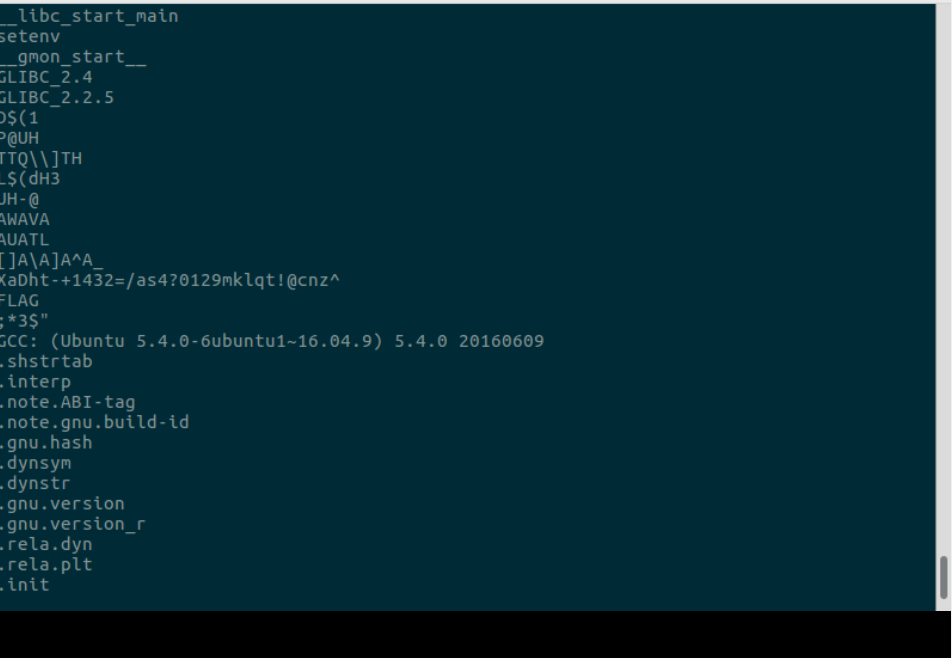 __libc_start_main
setenv
__gmon_start__
GLIBC_2.4
GLIBC_2.2.5
D$(1
P@UH
TTQ\\]TH
L$(dH3
UH-@
AWAVA
AUATL
[]A\A]A^A_
XaDht-+1432=/as4?0129mklqt!@cnz^
FLAG
;*3$"
GCC: (Ubuntu 5.4.0-6ubuntu1~16.04.9) 5.4.0 20160609
.shstrtab
.interp
.note.ABI-tag
.note.gnu.build-id
.gnu.hash
.dynsym
.dynstr
.gnu.version
.gnu.version_r
.rela.dyn
.rela.plt
.init